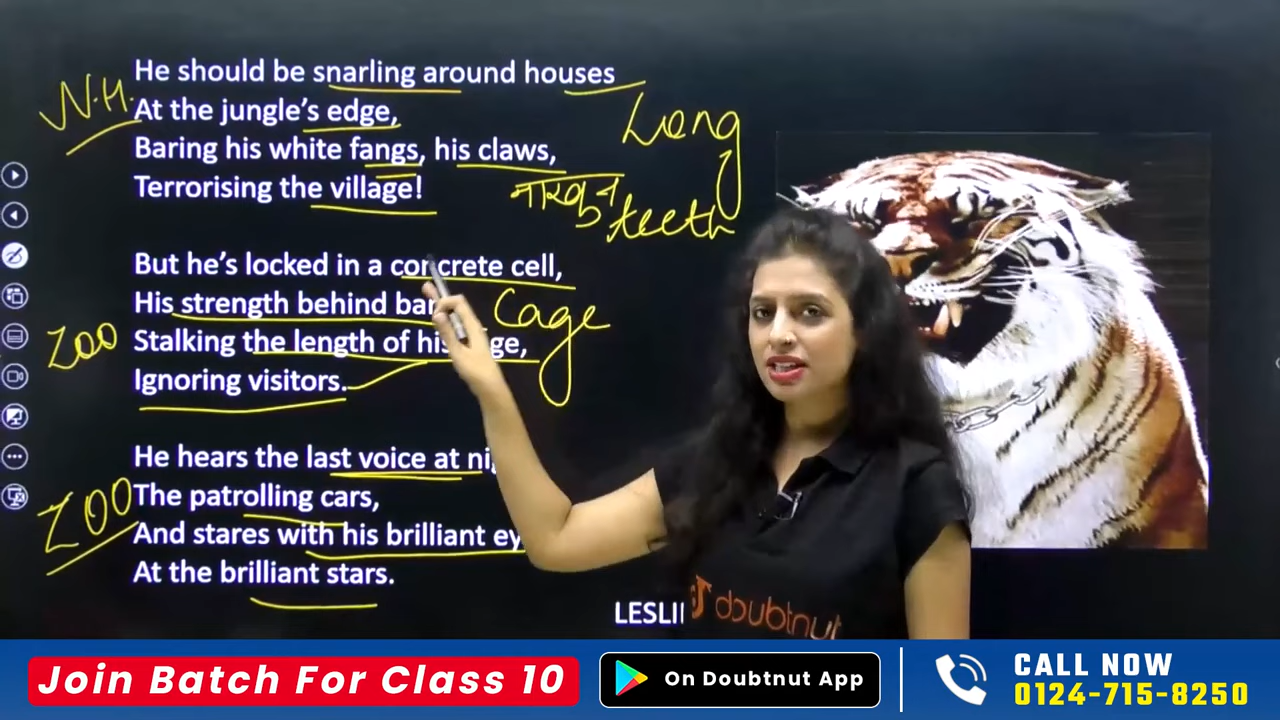 He should be snarling around houses
N.H.
At the jungle's edge,
Long
Baring his white fangs, his claws,
Terrorising the village!
नाखून
teeth
But he's locked in a concrete cell,
His strength behind bar
Cage
ZOO
Stalking the length of his ge,
Ignoring visitors.
He hears the last voice at
ZOO
The patrolling cars,
And stares with his brilliant ey
At the brilliant stars.
LESLI
doubtnut
Join Batch For Class 10
On Doubtnut App
CALL NOW
0124-715-8250